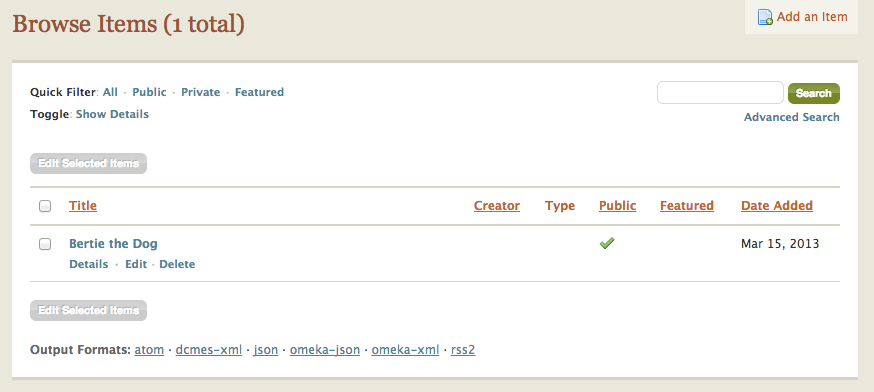 Browse Items (1 total)
Add an Item
Quick Filter: All · Public · Private · Featured
Search
Toggle: Show Details
Advanced Search
Edit Selected Items
Title Creator Type Public Featured Date Added
Bertie the Dog Mar 15, 2013
Details · Edit · Delete
Edit Selected Items
Output Formats: atom · dcmes-xml · json · omeka-json · omeka-xml · rss2